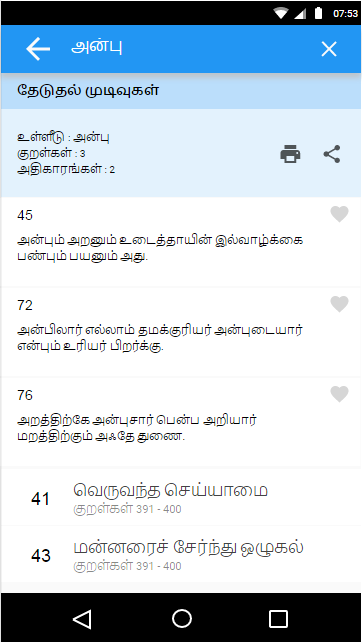 07:53
அன்பு
தேடுதல் முடிவுகள்
உள்ளீடு : அன்பு
குறள்கள் : 3
அதிகாரங்கள் : 2
45
அன்பும் அறனும் உடைத்தாயின் இல்வாழ்க்கை
பண்பும் பயனும் அது.
72
அன்பிலார் எல்லாம் தமக்குரியர் அன்புடையார்
என்பும் உரியர் பிறர்க்கு.
76
அறத்திற்கே அன்புசார் பென்ப அறியார்
மறத்திற்கும் அஃதே துணை.
41 வெருவந்த செய்யாமை
குறள்கள் 391 - 400
43 மன்னரைச் சேர்ந்து ஒழுகல்
குறள்கள் 391 - 400